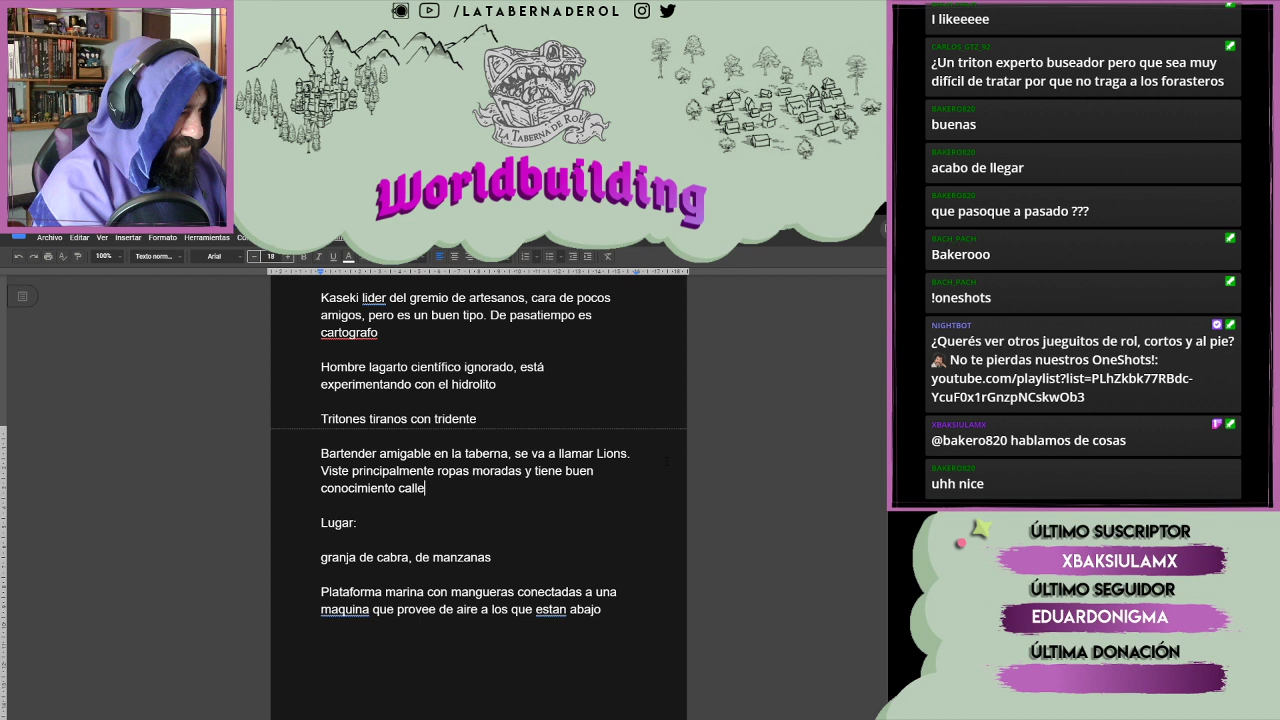 /LATABERNADEROL
LA TABERNA DE ROL
Worldbuilding
Archivo Editar Ver Insertar Formato Herramientas
100% Texto norm... Arial 18
Kaseki lider del gremio de artesanos, cara de pocos
amigos, pero es un buen tipo. De pasatiempo es
cartografo
Hombre lagarto científico ignorado, está
experimentando con el hidrolito
Tritones tiranos con tridente
Bartender amigable en la taberna, se va a llamar Lions.
Viste principalmente ropas moradas y tiene buen
conocimiento calle
Lugar:
granja de cabra, de manzanas
Plataforma marina con mangueras conectadas a una
maquina que provee de aire a los que estan abajo
I likeeeee
CARLOS_GTZ_92
¿Un triton experto buseador pero que sea muy
difícil de tratar por que no traga a los forasteros
BAKERO820
buenas
BAKERO820
acabo de llegar
BAKERO820
que pasoque a pasado ???
BACH_PACH
Bakerooo
BACH_PACH
!oneshots
NIGHTBOT
¿Querés ver otros jueguitos de rol, cortos y al pie?
No te pierdas nuestros OneShots!:
youtube.com/playlist?list=PLhZkbk77RBdc-
YcuF0x1rGnzpNCskwOb3
XBAKSIULAMX
@bakero820 hablamos de cosas
BAKERO820
uhh nice
ÚLTIMO SUSCRIPTOR
XBAKSIULAMX
ÚLTIMO SEGUIDOR
EDUARDONIGMA
ÚLTIMA DONACIÓN